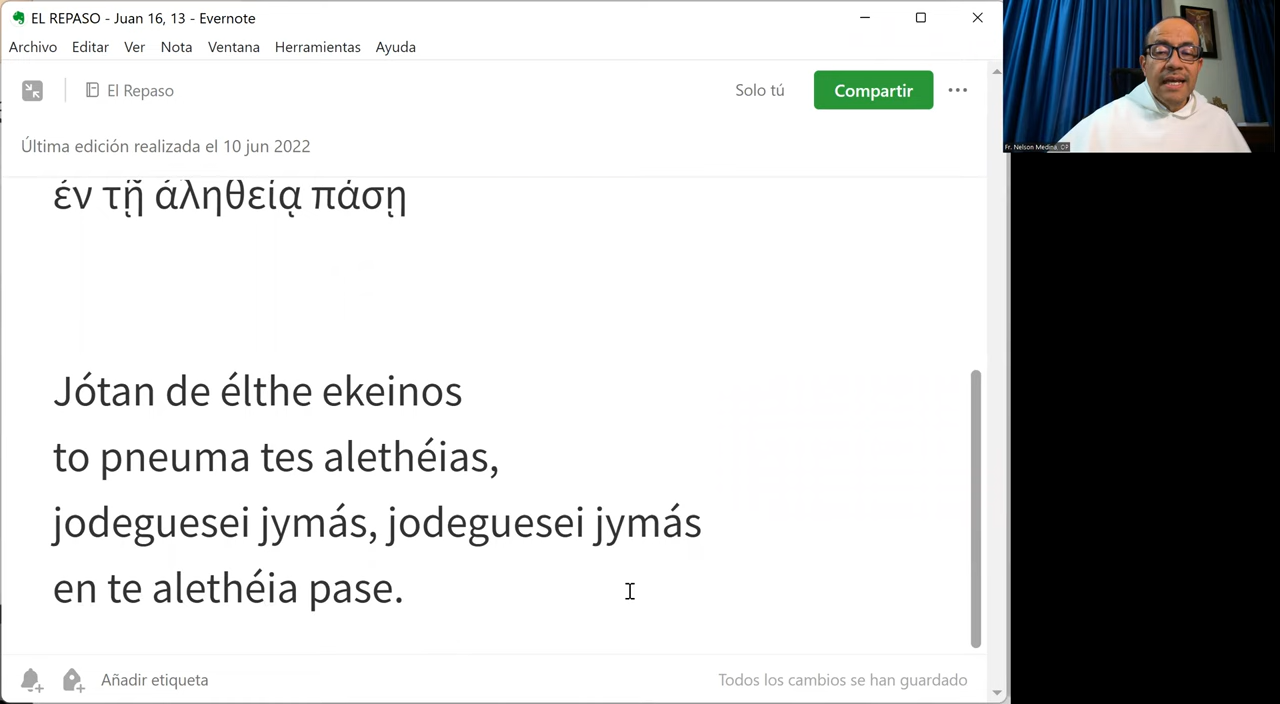 EL REPASO - Juan 16, 13 - Evernote
Archivo Editar Ver Nota Ventana Herramientas Ayuda
El Repaso
Solo tú
Compartir
Última edición realizada el 10 jun 2022
ἐν τῇ ἀληθείᾳ πάσῃ
Jótan de élthe ekeinos
to pneuma tes alethéias,
jodeguesei jymás, jodeguesei jymás
en te alethéia pase.
Añadir etiqueta
Todos los cambios se han guardado
Fr. Nelson Medina, OP